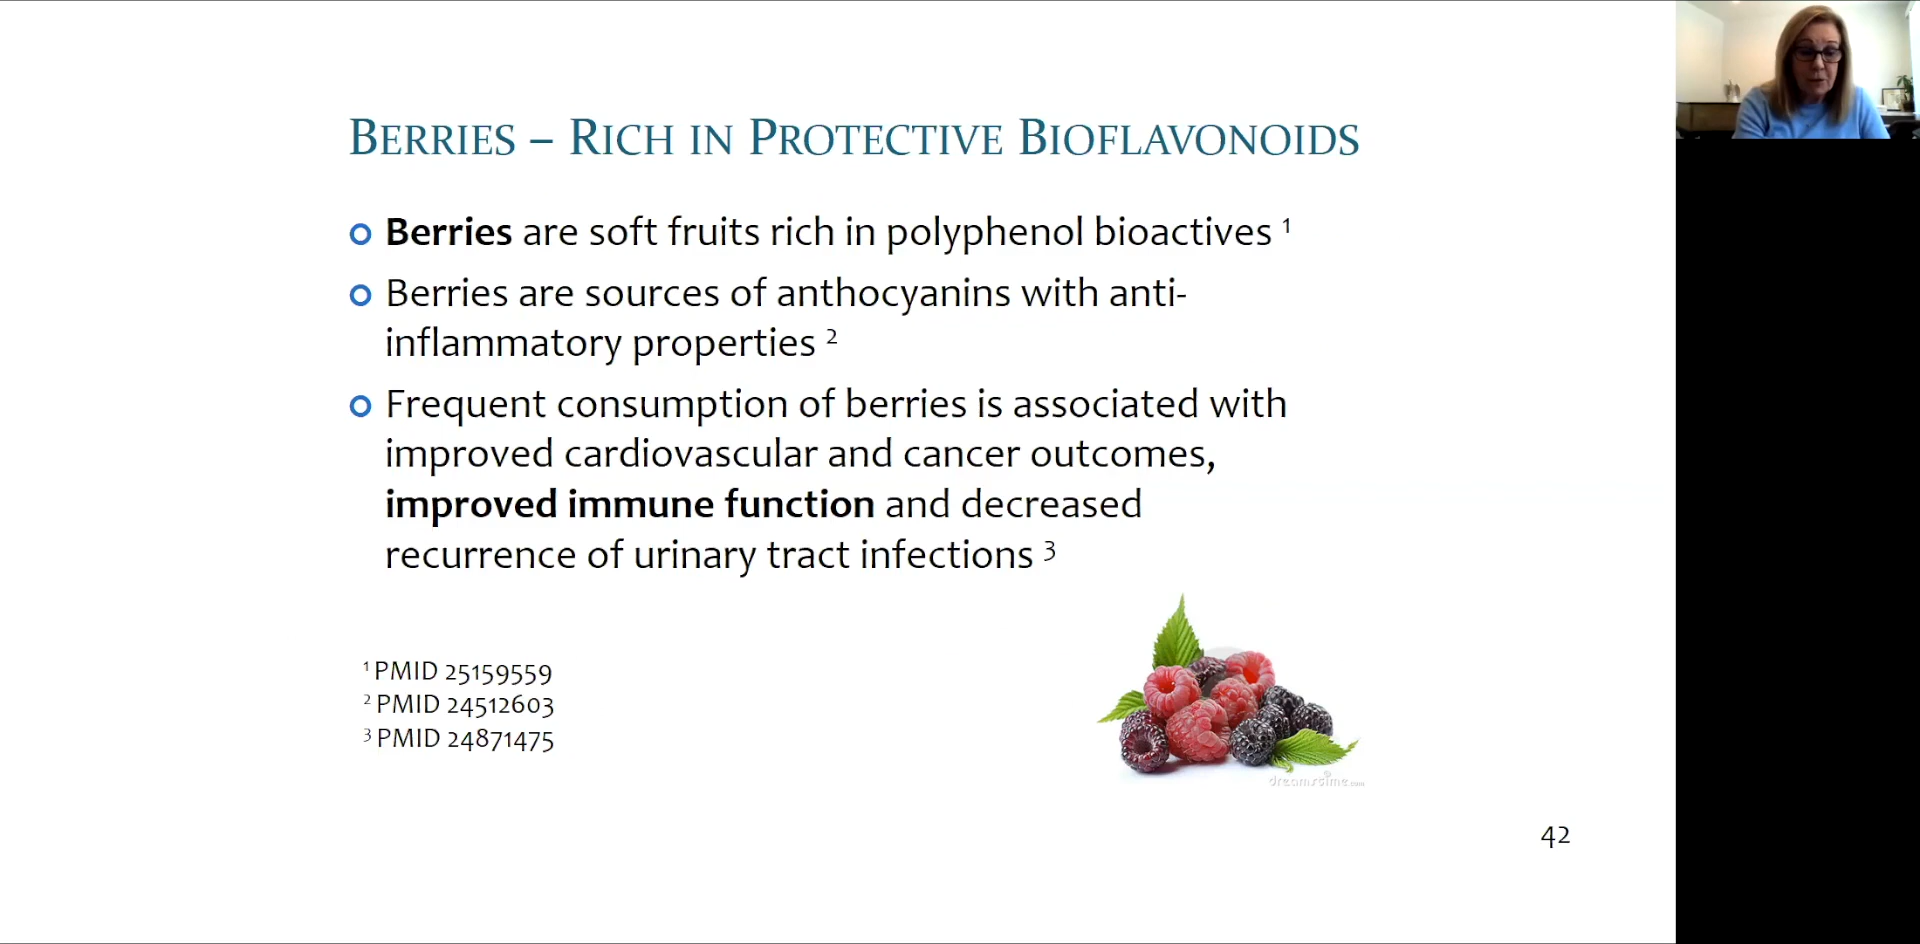 BERRIES – RICH IN PROTECTIVE BIOFLAVONOIDS
Berries are soft fruits rich in polyphenol bioactives ¹
Berries are sources of anthocyanins with anti-
inflammatory properties ²
Frequent consumption of berries is associated with
improved cardiovascular and cancer outcomes,
improved immune function and decreased
recurrence of urinary tract infections ³
¹ PMID 25159559
² PMID 24512603
³ PMID 24871475
dreamstime.com
42